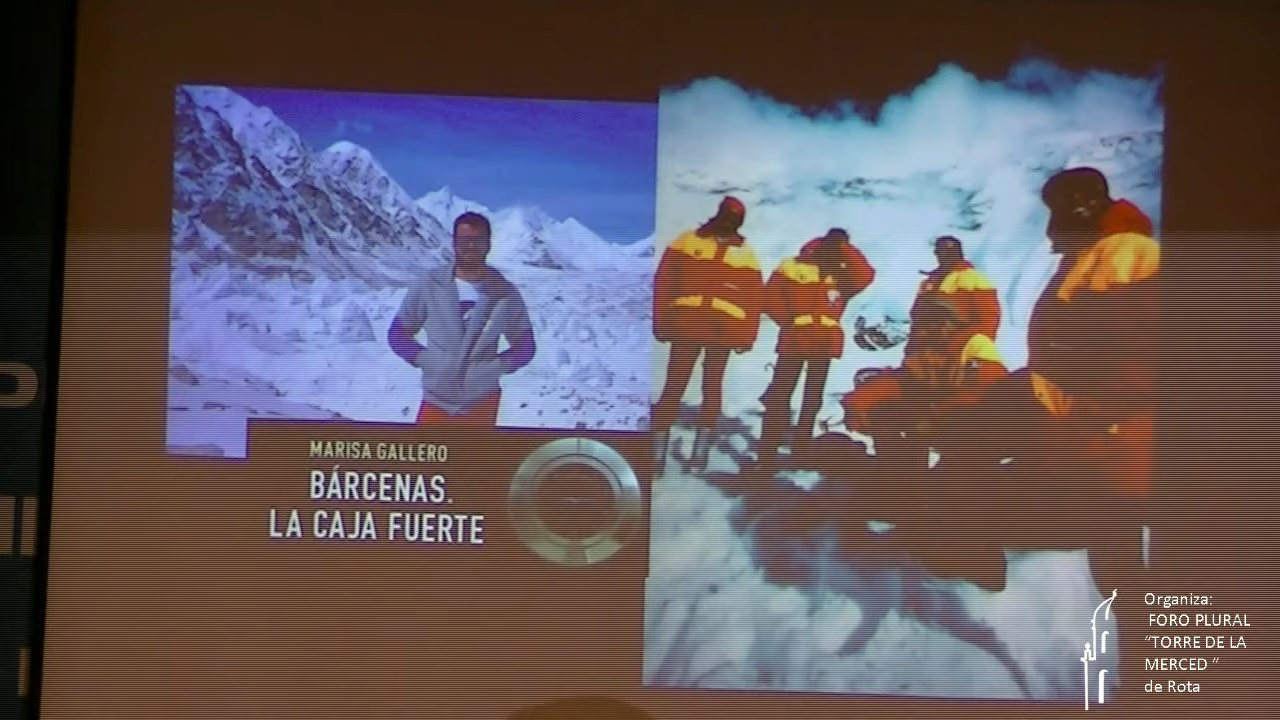 MARISA GALLERO
BÁRCENAS.
LA CAJA FUERTE
Organiza:
FORO PLURAL
“TORRE DE LA
MERCED ”
de Rota